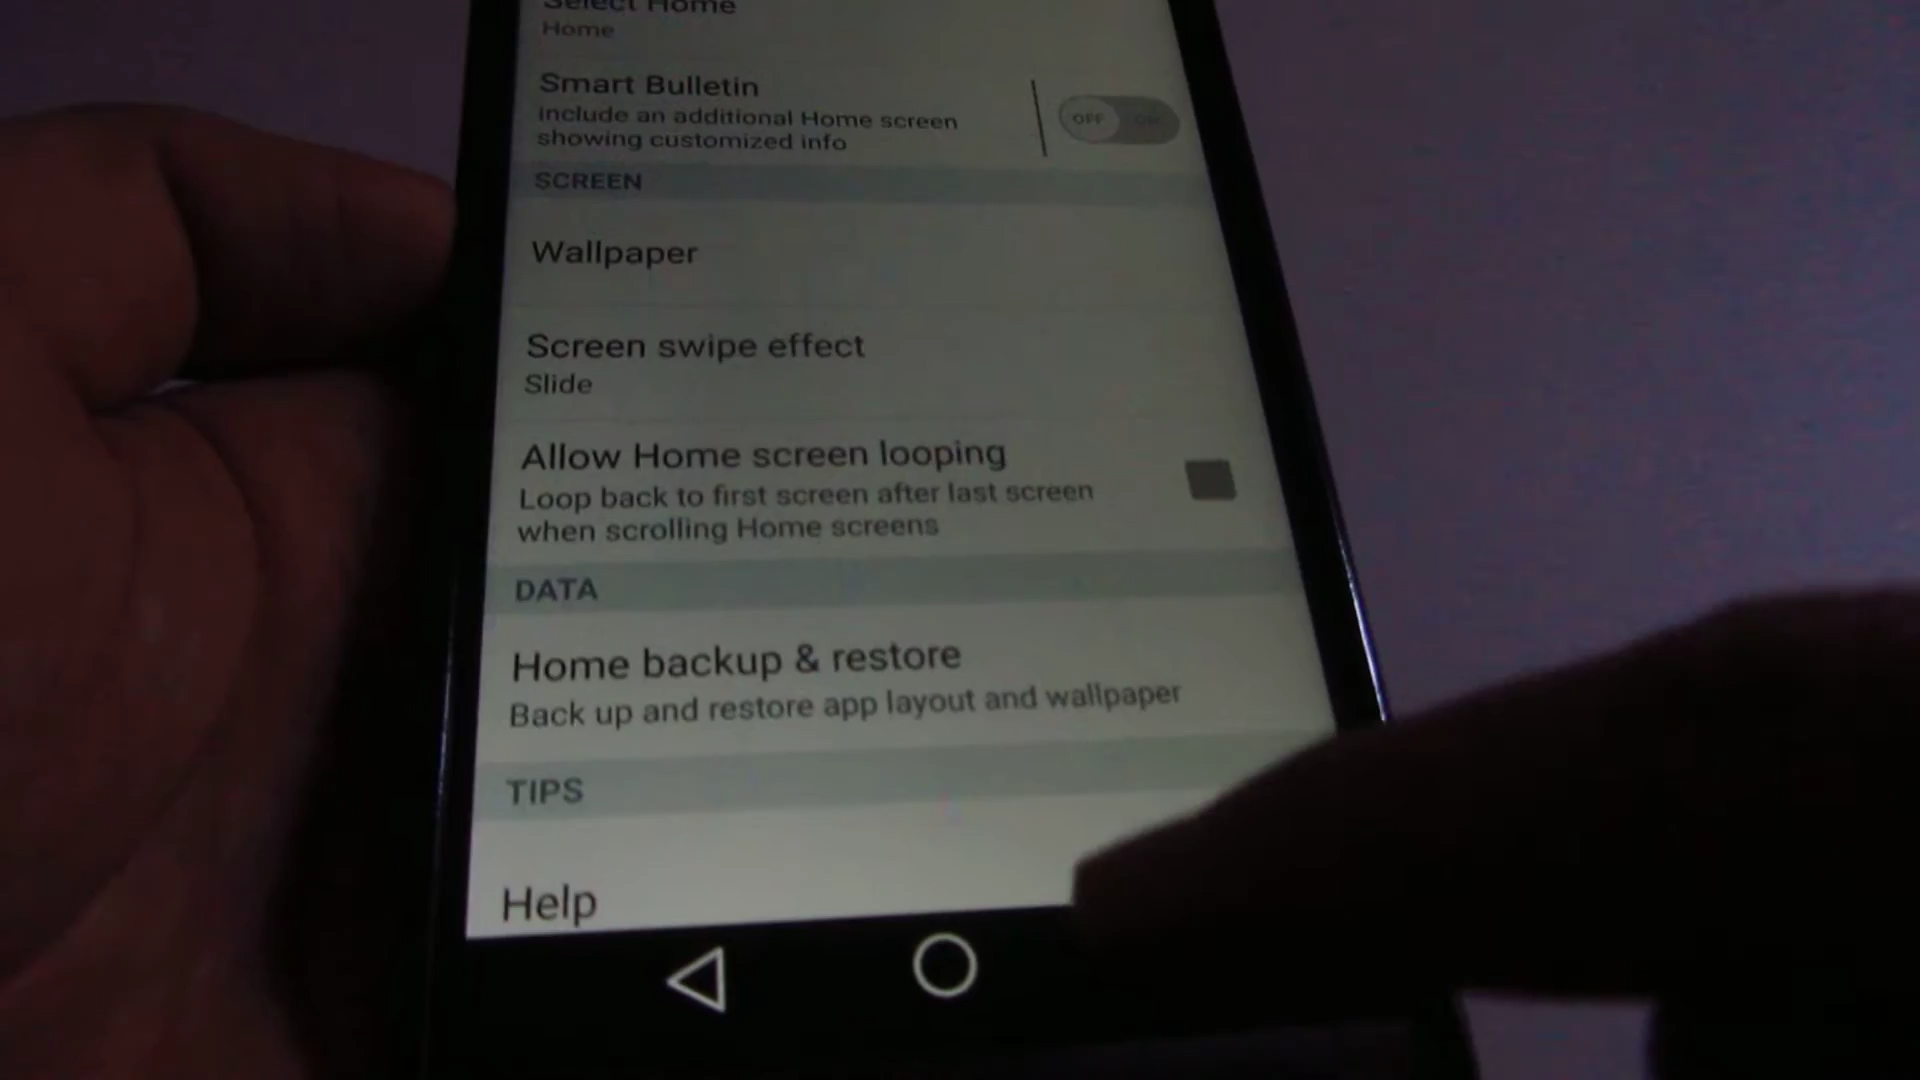 Select Home
Home
Smart Bulletin
Include an additional Home screen
showing customized info
OFF
SCREEN
Wallpaper
Screen swipe effect
Slide
Allow Home screen looping
Loop back to first screen after last screen
when scrolling Home screens
DATA
Home backup & restore
Back up and restore app layout and wallpaper
TIPS
Help